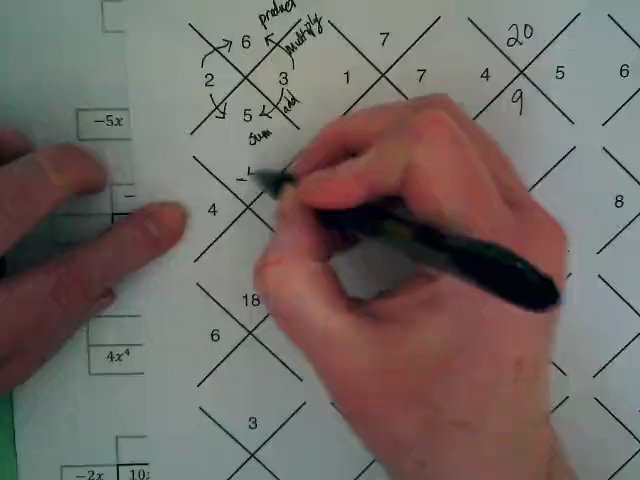 product
6
multiply
2 3
5
add
sum
7
1 7
20
4 5
9
6
-5x
4
8
18
6
4x⁴
3
-2x